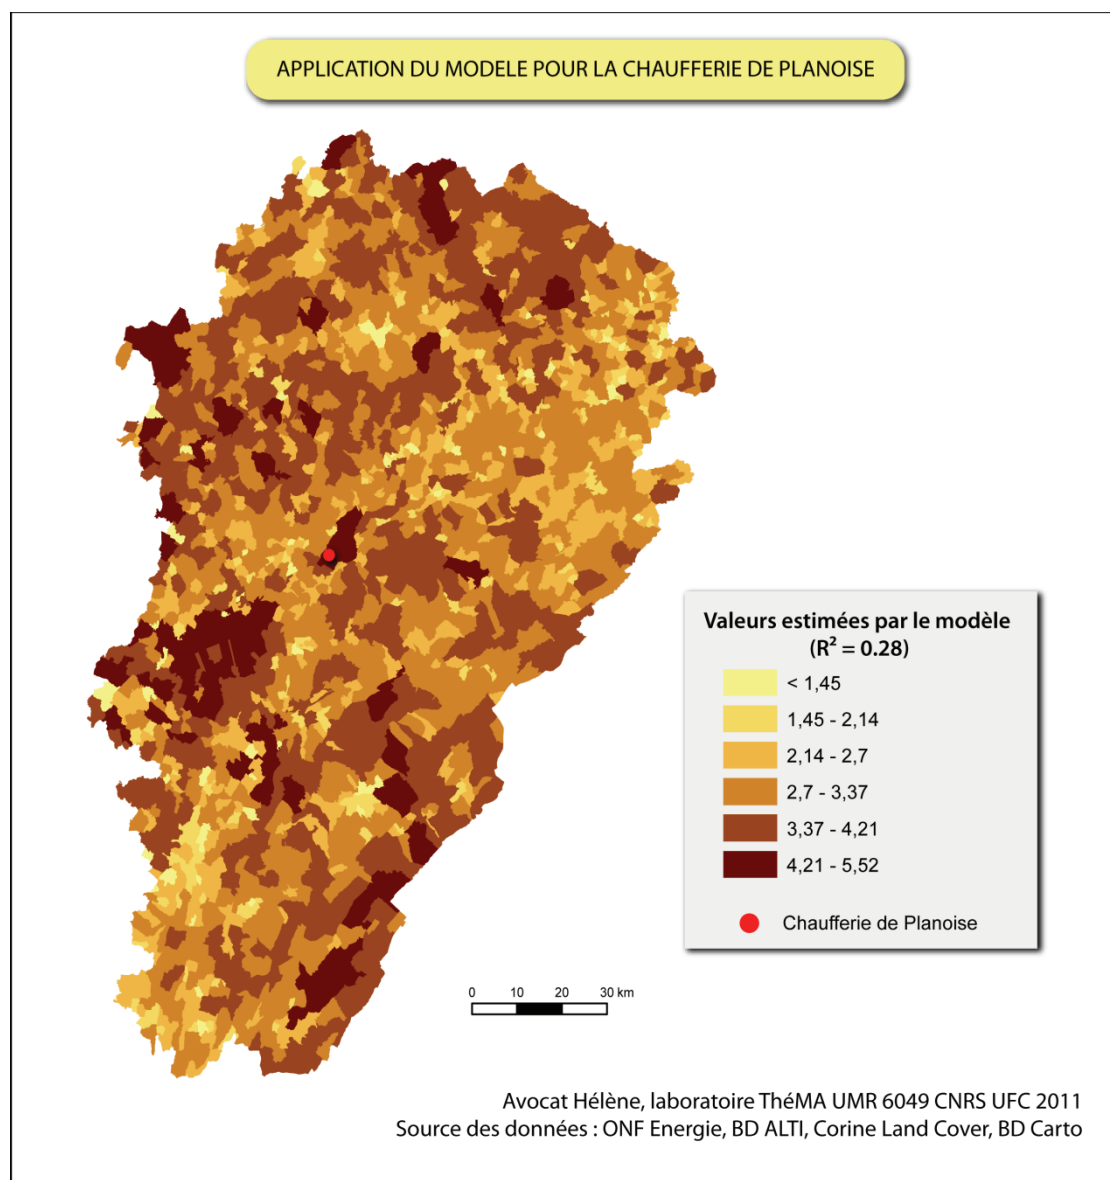 APPLICATION DU MODELE POUR LA CHAUFFERIE DE PLANOISE
Valeurs estimées par le modèle
(R² = 0.28)
< 1,45
1,45 - 2,14
2,14 - 2,7
2,7 - 3,37
3,37 - 4,21
4,21 - 5,52
Chaufferie de Planoise
0 10 20 30 km
Avocat Hélène, laboratoire ThéMA UMR 6049 CNRS UFC 2011
Source des données : ONF Energie, BD ALTI, Corine Land Cover, BD Carto